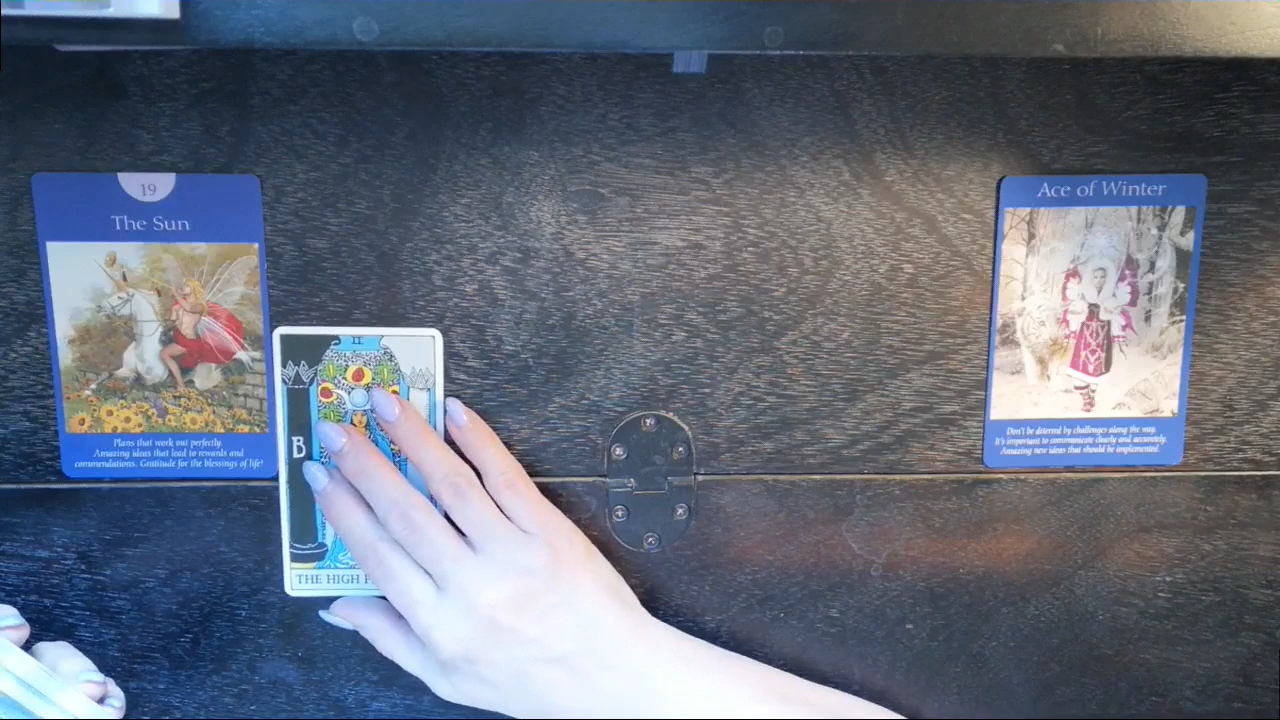 19
The Sun
Plans that work out perfectly.
Amazing ideas that lead to rewards and
commendations. Gratitude for the blessings of life!
II
B
THE HIGH
Ace of Winter
Don't be deterred by challenges along the way.
It's important to communicate clearly and accurately.
Amazing new ideas that should be implemented.